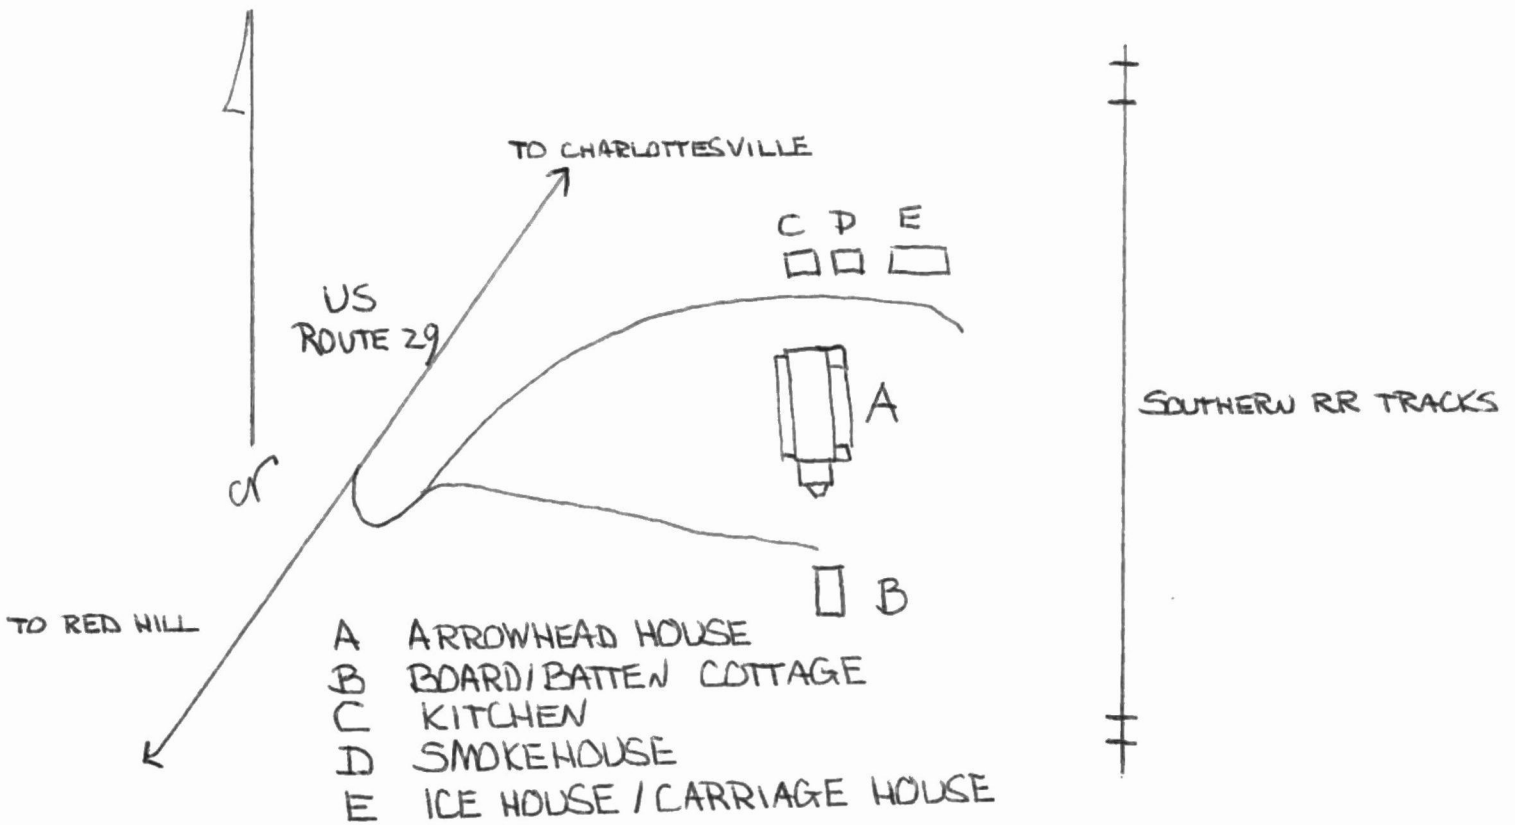 TO CHARLOTTESVILLE
C D E
US
ROUTE 29
A
SOUTHERN RR TRACKS
B
TO RED HILL
A ARROWHEAD HOUSE
B BOARD/BATTEN COTTAGE
C KITCHEN
D SMOKEHOUSE
E ICE HOUSE / CARRIAGE HOUSE